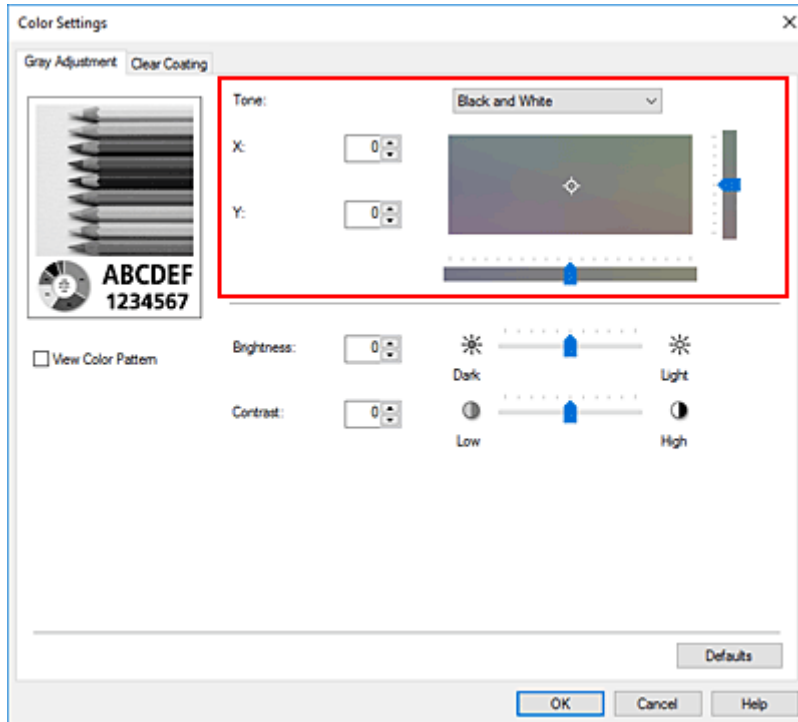 Color Settings
Gray Adjustment Clear Coating
Tone: Black and White
X: 0
Y: 0
ABCDEF
1234567
View Color Pattern
Brightness: 0
Dark Light
Contrast: 0
Low High
Defaults
OK Cancel Help